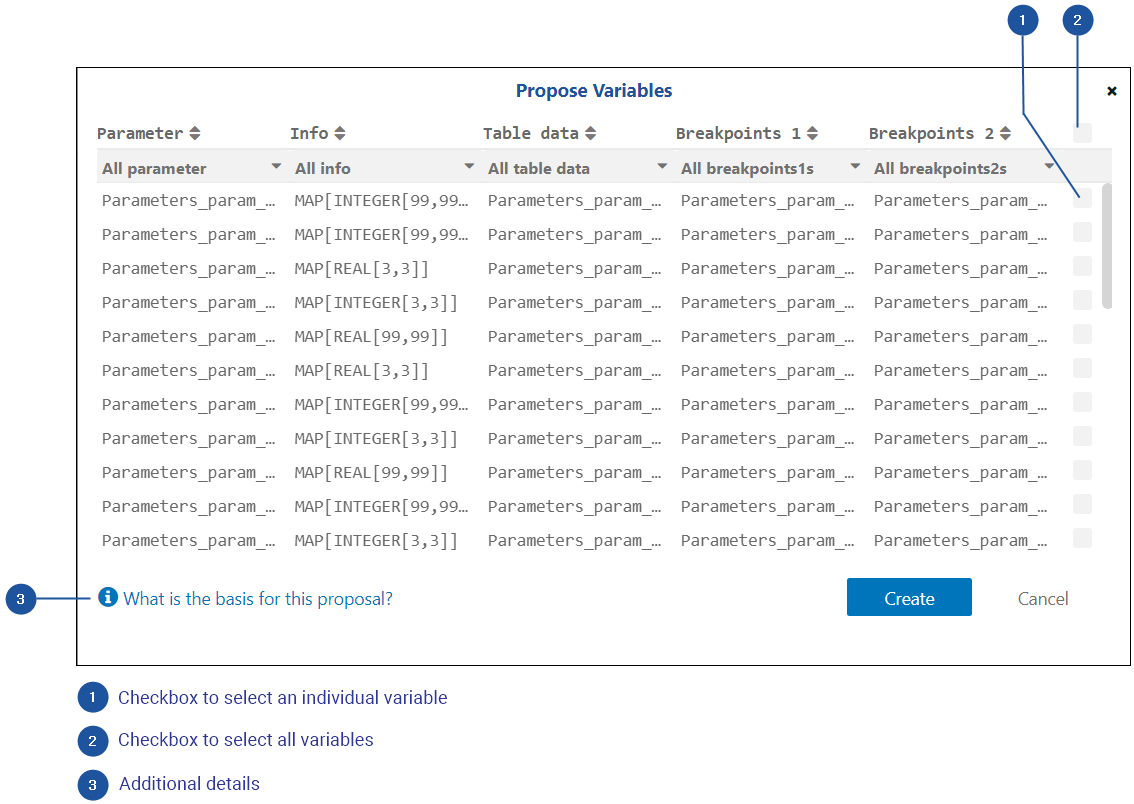 1 2
Propose Variables
Parameter Info Table data Breakpoints 1 Breakpoints 2
All parameter All info All table data All breakpoints1s All breakpoints2s
Parameters_param_… MAP[INTEGER[99,99… Parameters_param_… Parameters_param_… Parameters_param_…
Parameters_param_… MAP[INTEGER[99,99… Parameters_param_… Parameters_param_… Parameters_param_…
Parameters_param_… MAP[REAL[3,3]] Parameters_param_… Parameters_param_… Parameters_param_…
Parameters_param_… MAP[INTEGER[3,3]] Parameters_param_… Parameters_param_… Parameters_param_…
Parameters_param_… MAP[REAL[99,99]] Parameters_param_… Parameters_param_… Parameters_param_…
Parameters_param_… MAP[REAL[3,3]] Parameters_param_… Parameters_param_… Parameters_param_…
Parameters_param_… MAP[INTEGER[99,99… Parameters_param_… Parameters_param_… Parameters_param_…
Parameters_param_… MAP[INTEGER[3,3]] Parameters_param_… Parameters_param_… Parameters_param_…
Parameters_param_… MAP[REAL[99,99]] Parameters_param_… Parameters_param_… Parameters_param_…
Parameters_param_… MAP[INTEGER[99,99… Parameters_param_… Parameters_param_… Parameters_param_…
Parameters_param_… MAP[INTEGER[3,3]] Parameters_param_… Parameters_param_… Parameters_param_…
3 What is the basis for this proposal? Create Cancel
1 Checkbox to select an individual variable
2 Checkbox to select all variables
3 Additional details